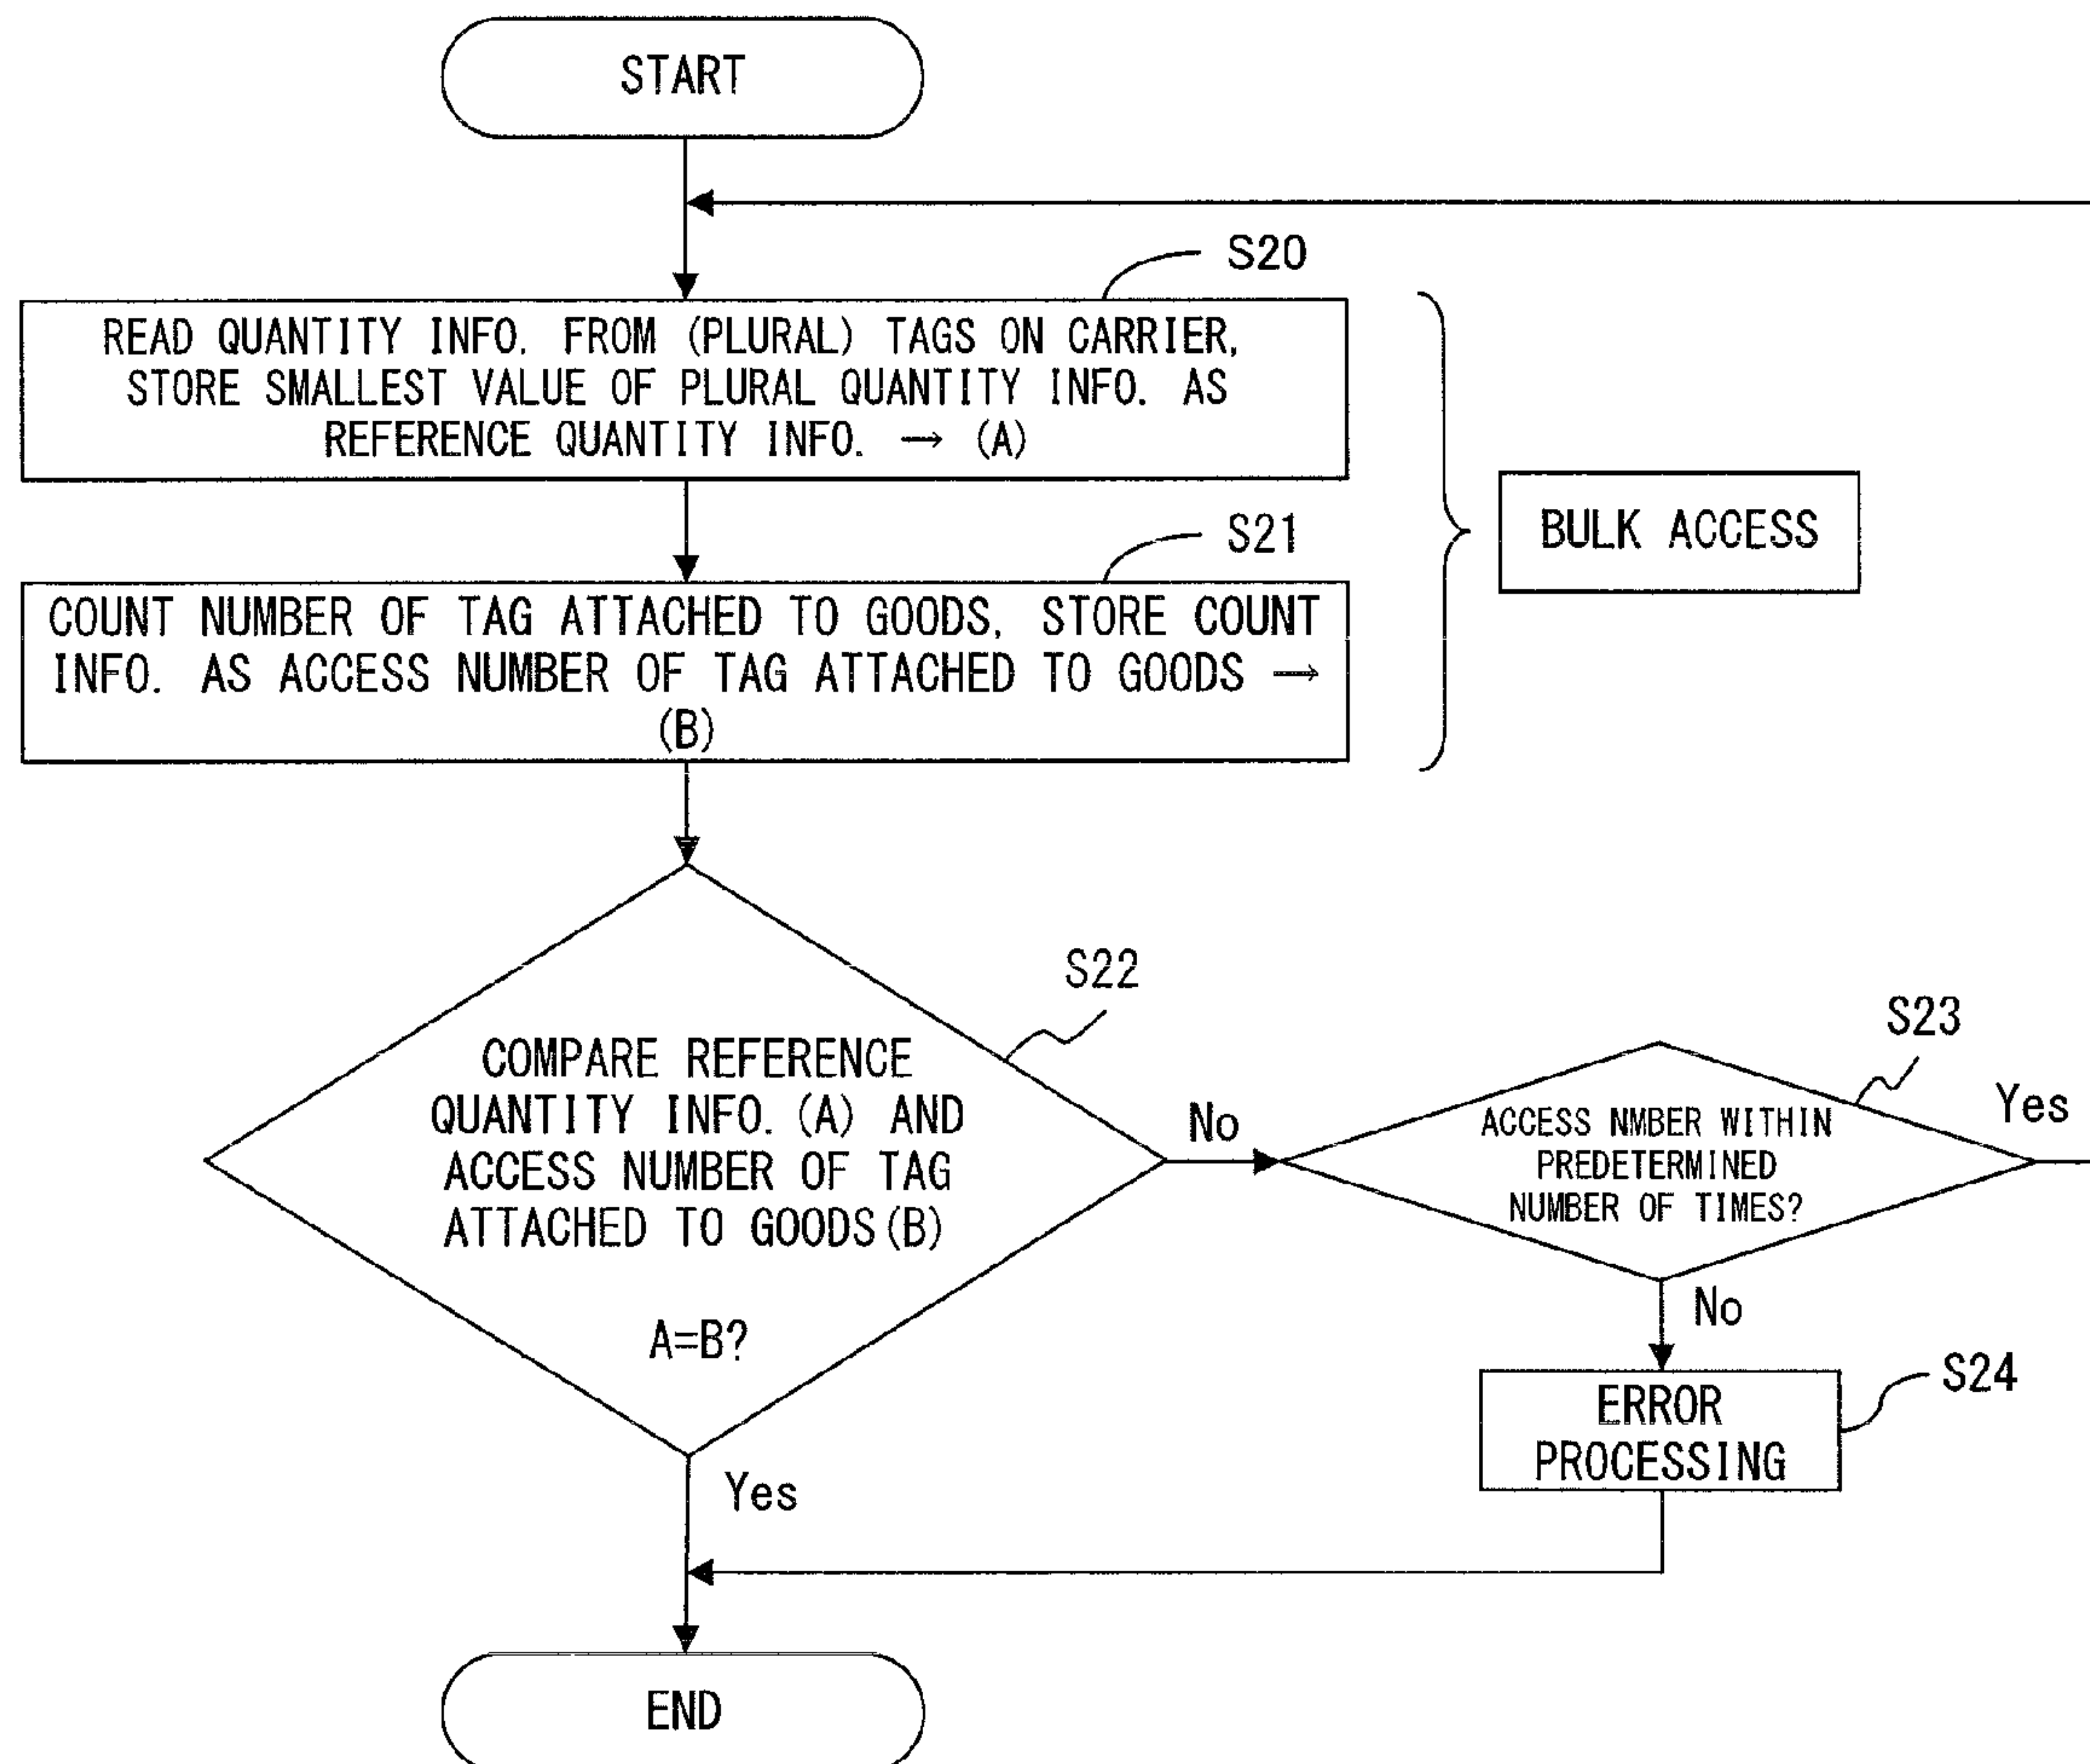 START
S20
READ QUANTITY INFO. FROM (PLURAL) TAGS ON CARRIER,
STORE SMALLEST VALUE OF PLURAL QUANTITY INFO. AS
REFERENCE QUANTITY INFO. → (A)
BULK ACCESS
S21
COUNT NUMBER OF TAG ATTACHED TO GOODS, STORE COUNT
INFO. AS ACCESS NUMBER OF TAG ATTACHED TO GOODS →
(B)
S22
COMPARE REFERENCE
QUANTITY INFO. (A) AND
ACCESS NUMBER OF TAG
ATTACHED TO GOODS(B)
A=B?
No
S23
ACCESS NMBER WITHIN
PREDETERMINED
NUMBER OF TIMES?
Yes
No
S24
ERROR
PROCESSING
Yes
END